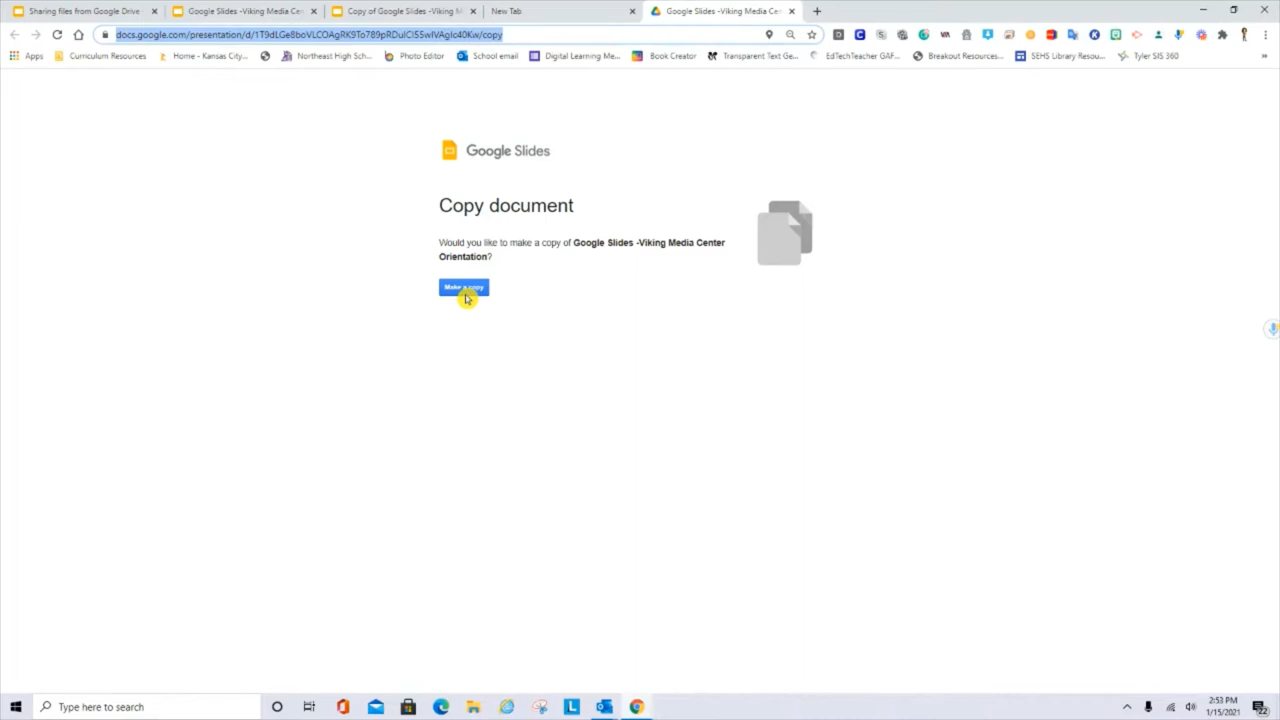 Sharing files from Google Drive
Google Slides -Viking Media Ce
Copy of Google Slides -Viking M
New Tab
Google Slides -Viking Media Ce
docs.google.com/presentation/d/1T9dLGe8boVLCOAgRK9To789pRDuICI55wIVAgIc40Kw/copy
Apps
Curriculum Resources
Home - Kansas City...
Northeast High Sch...
Photo Editor
School email
Digital Learning Me...
Book Creator
Transparent Text Ge...
EdTechTeacher GAF...
Breakout Resources...
SEHS Library Resou...
Tyler SIS 360
Google Slides
Copy document
Would you like to make a copy of Google Slides -Viking Media Center
Orientation?
Make a copy
Type here to search
2:53 PM
1/15/2021
22